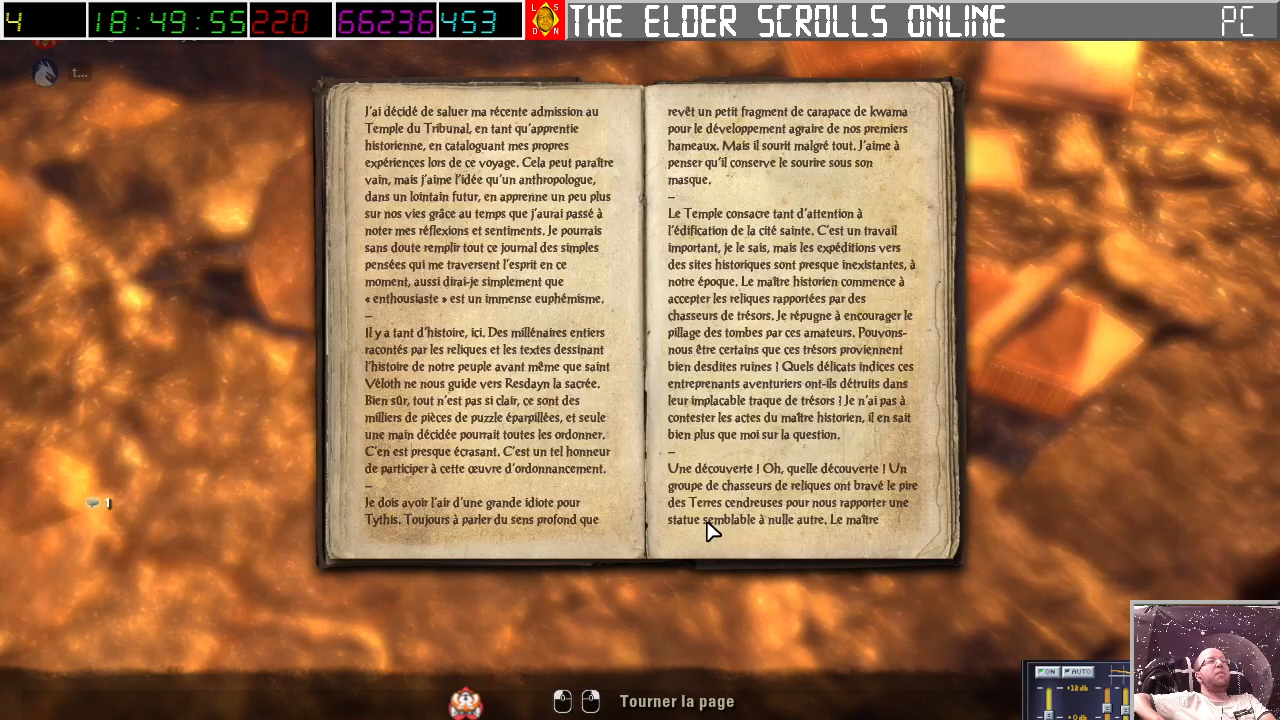 4
18:49:55
220
66236
453
L S
D N
THE ELDER SCROLLS ONLINE
PC
t...
J'ai décidé de saluer ma récente admission au
Temple du Tribunal, en tant qu'apprentie
historienne, en cataloguant mes propres
expériences lors de ce voyage. Cela peut paraître
vain, mais j'aime l'idée qu'un anthropologue,
dans un lointain futur, en apprenne un peu plus
sur nos vies grâce au temps que j'aurai passé à
noter mes réflexions et sentiments. Je pourrais
sans doute remplir tout ce journal des simples
pensées qui me traversent l'esprit en ce
moment, aussi dirai-je simplement que
« enthousiaste » est un immense euphémisme.
–
Il y a tant d'histoire, ici. Des millénaires entiers
racontés par les reliques et les textes dessinant
l'histoire de notre peuple avant même que saint
Véloth ne nous guide vers Resdayn la sacrée.
Bien sûr, tout n'est pas si clair, ce sont des
milliers de pièces de puzzle éparpillées, et seule
une main décidée pourrait toutes les ordonner.
C'en est presque écrasant. C'est un tel honneur
de participer à cette œuvre d'ordonnancement.
–
Je dois avoir l'air d'une grande idiote pour
Tythis. Toujours à parler du sens profond que
revêt un petit fragment de carapace de kwama
pour le développement agraire de nos premiers
hameaux. Mais il sourit malgré tout. J'aime à
penser qu'il conserve le sourire sous son
masque.
–
Le Temple consacre tant d'attention à
l'édification de la cité sainte. C'est un travail
important, je le sais, mais les expéditions vers
des sites historiques sont presque inexistantes, à
notre époque. Le maître historien commence à
accepter les reliques rapportées par des
chasseurs de trésors. Je répugne à encourager le
pillage des tombes par ces amateurs. Pouvons-
nous être certains que ces trésors proviennent
bien desdites ruines ? Quels délicats indices ces
entreprenants aventuriers ont-ils détruits dans
leur implacable traque de trésors ? Je n'ai pas à
contester les actes du maître historien, il en sait
bien plus que moi sur la question.
–
Une découverte ! Oh, quelle découverte ! Un
groupe de chasseurs de reliques ont bravé le pire
des Terres cendreuses pour nous rapporter une
statue semblable à nulle autre. Le maître
1
Tourner la page
ON
AUTO
+12db
+0db